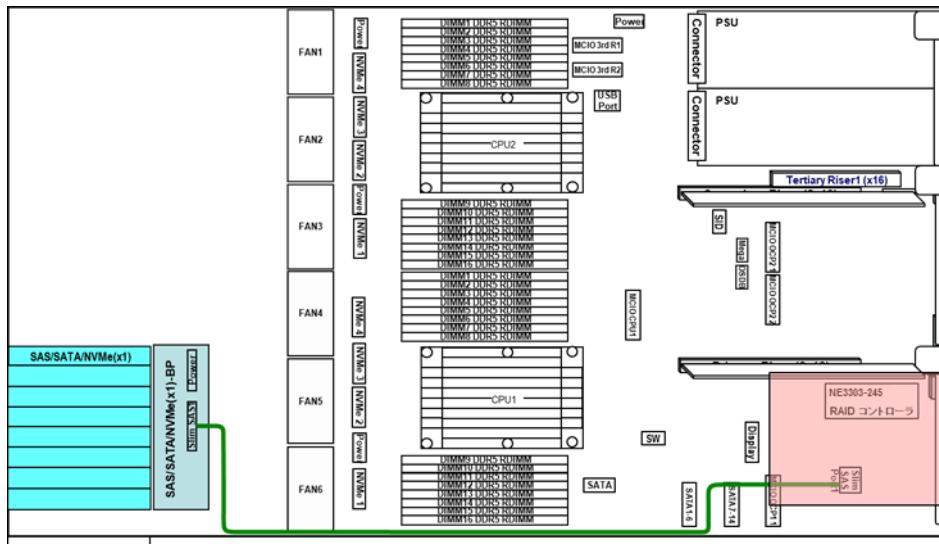 FAN1
FAN2
FAN3
FAN4
FAN5
FAN6
Power
NVMe 4
NVMe 3
NVMe 2
Power
NVMe 1
NVMe 4
NVMe 3
NVMe 2
Power
NVMe 1
DIMM1 DDR5 RDIMM
DIMM2 DDR5 RDIMM
DIMM3 DDR5 RDIMM
DIMM4 DDR5 RDIMM
DIMM5 DDR5 RDIMM
DIMM6 DDR5 RDIMM
DIMM7 DDR5 RDIMM
DIMM8 DDR5 RDIMM
CPU2
DIMM9 DDR5 RDIMM
DIMM10 DDR5 RDIMM
DIMM11 DDR5 RDIMM
DIMM12 DDR5 RDIMM
DIMM13 DDR5 RDIMM
DIMM14 DDR5 RDIMM
DIMM15 DDR5 RDIMM
DIMM16 DDR5 RDIMM
DIMM1 DDR5 RDIMM
DIMM2 DDR5 RDIMM
DIMM3 DDR5 RDIMM
DIMM4 DDR5 RDIMM
DIMM5 DDR5 RDIMM
DIMM6 DDR5 RDIMM
DIMM7 DDR5 RDIMM
DIMM8 DDR5 RDIMM
CPU1
DIMM9 DDR5 RDIMM
DIMM10 DDR5 RDIMM
DIMM11 DDR5 RDIMM
DIMM12 DDR5 RDIMM
DIMM13 DDR5 RDIMM
DIMM14 DDR5 RDIMM
DIMM15 DDR5 RDIMM
DIMM16 DDR5 RDIMM
Power
MCIO 3rd R1
MCIO 3rd R2
USB
Port
MCIO CPU1
SW
SATA
Connector
PSU
Connector
PSU
Tertiary Riser1 (x16)
SID
Mega
DSDB
MCIO OCP2 1
MCIO OCP2 2
NE3303-245
RAID コントローラ
Display
Slim
SAS
Port1
SATA1-6
SATA7-14
MCIO OCP1 1
SAS/SATA/NVMe(x1)
SAS/SATA/NVMe(x1)-BP
Power
Slim SAS1